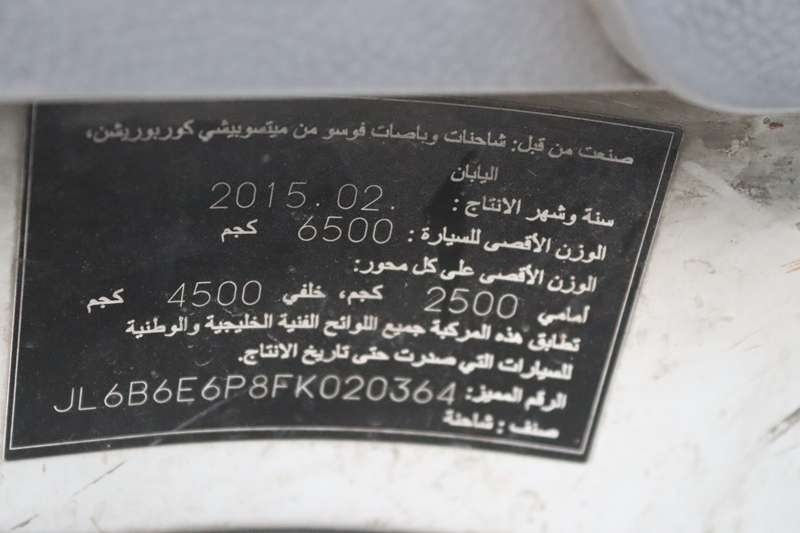 صنعت من قبل: شاحنات وباصات فوسو من ميتسوبيشي كوربوريشن،
اليابان
سنة وشهر الانتاج : 2015.02.
الوزن الأقصى للسيارة : 6500 كجم
الوزن الأقصى على كل محور:
أمامي 2500 كجم، خلفي 4500 كجم
تطابق هذه المركبة جميع اللوائح الفنية الخليجية والوطنية
للسيارات التي صدرت حتى تاريخ الانتاج.
الرقم المميز: JL6B6E6P8FK020364
صنف : شاحنة